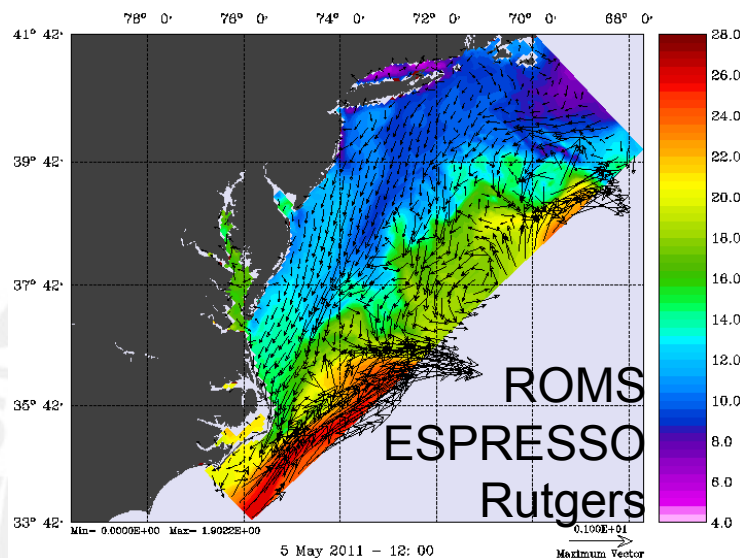 78° 0' 76° 0' 74° 0' 72° 0' 70° 0' 68° 0'
41° 42'
39° 42'
37° 42'
35° 42'
33° 42'
28.0
26.0
24.0
22.0
20.0
18.0
16.0
14.0
12.0
10.0
8.0
6.0
4.0
ROMS
ESPRESSO
Rutgers
Min= 0.0000E+00 Max= 1.9022E+00
0.100E+01
Maximum Vector
5 May 2011 - 12: 00